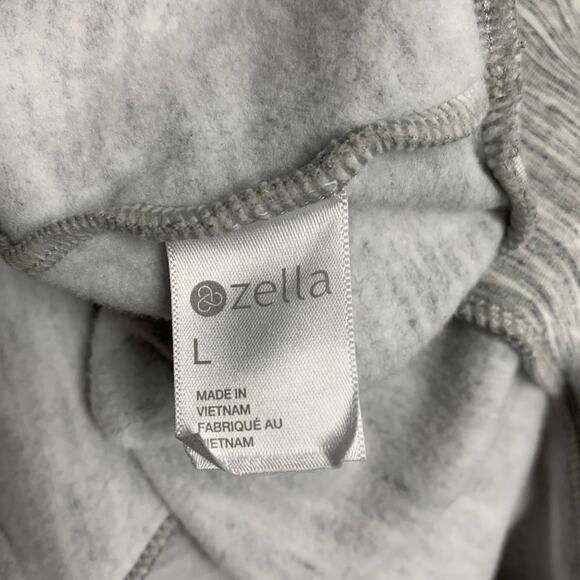 zella
L
MADE IN
VIETNAM
FABRIQUÉ AU
VIETNAM